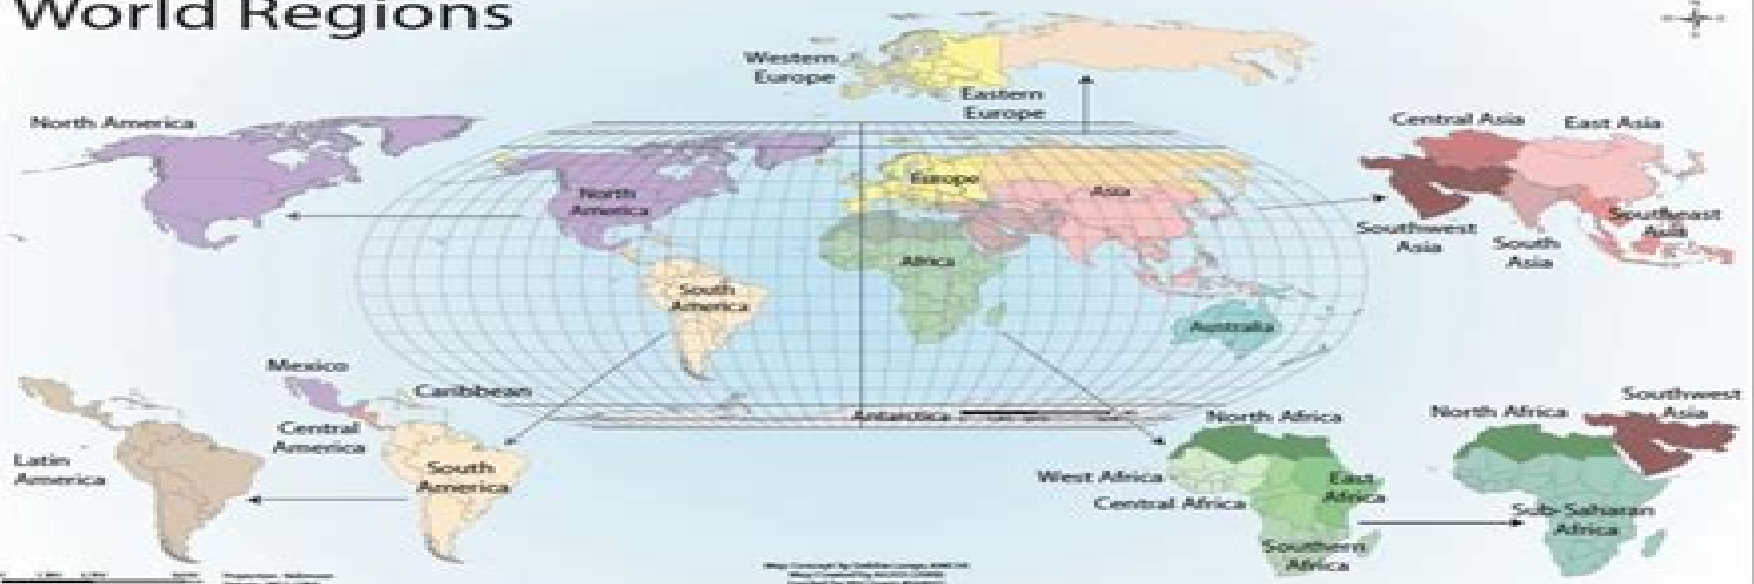 World Regions
Western
Europe
Eastern
Europe
North America
Central Asia
East Asia
North
America
Europe
Asia
Southwest
Asia
South
Asia
Southeast
Asia
Africa
South
America
Australia
Antarctica
Mexico
Caribbean
Central
America
Latin
America
South
America
North Africa
West Africa
East
Africa
Central Africa
Southern
Africa
North Africa
Southwest
Asia
Sub-Saharan
Africa